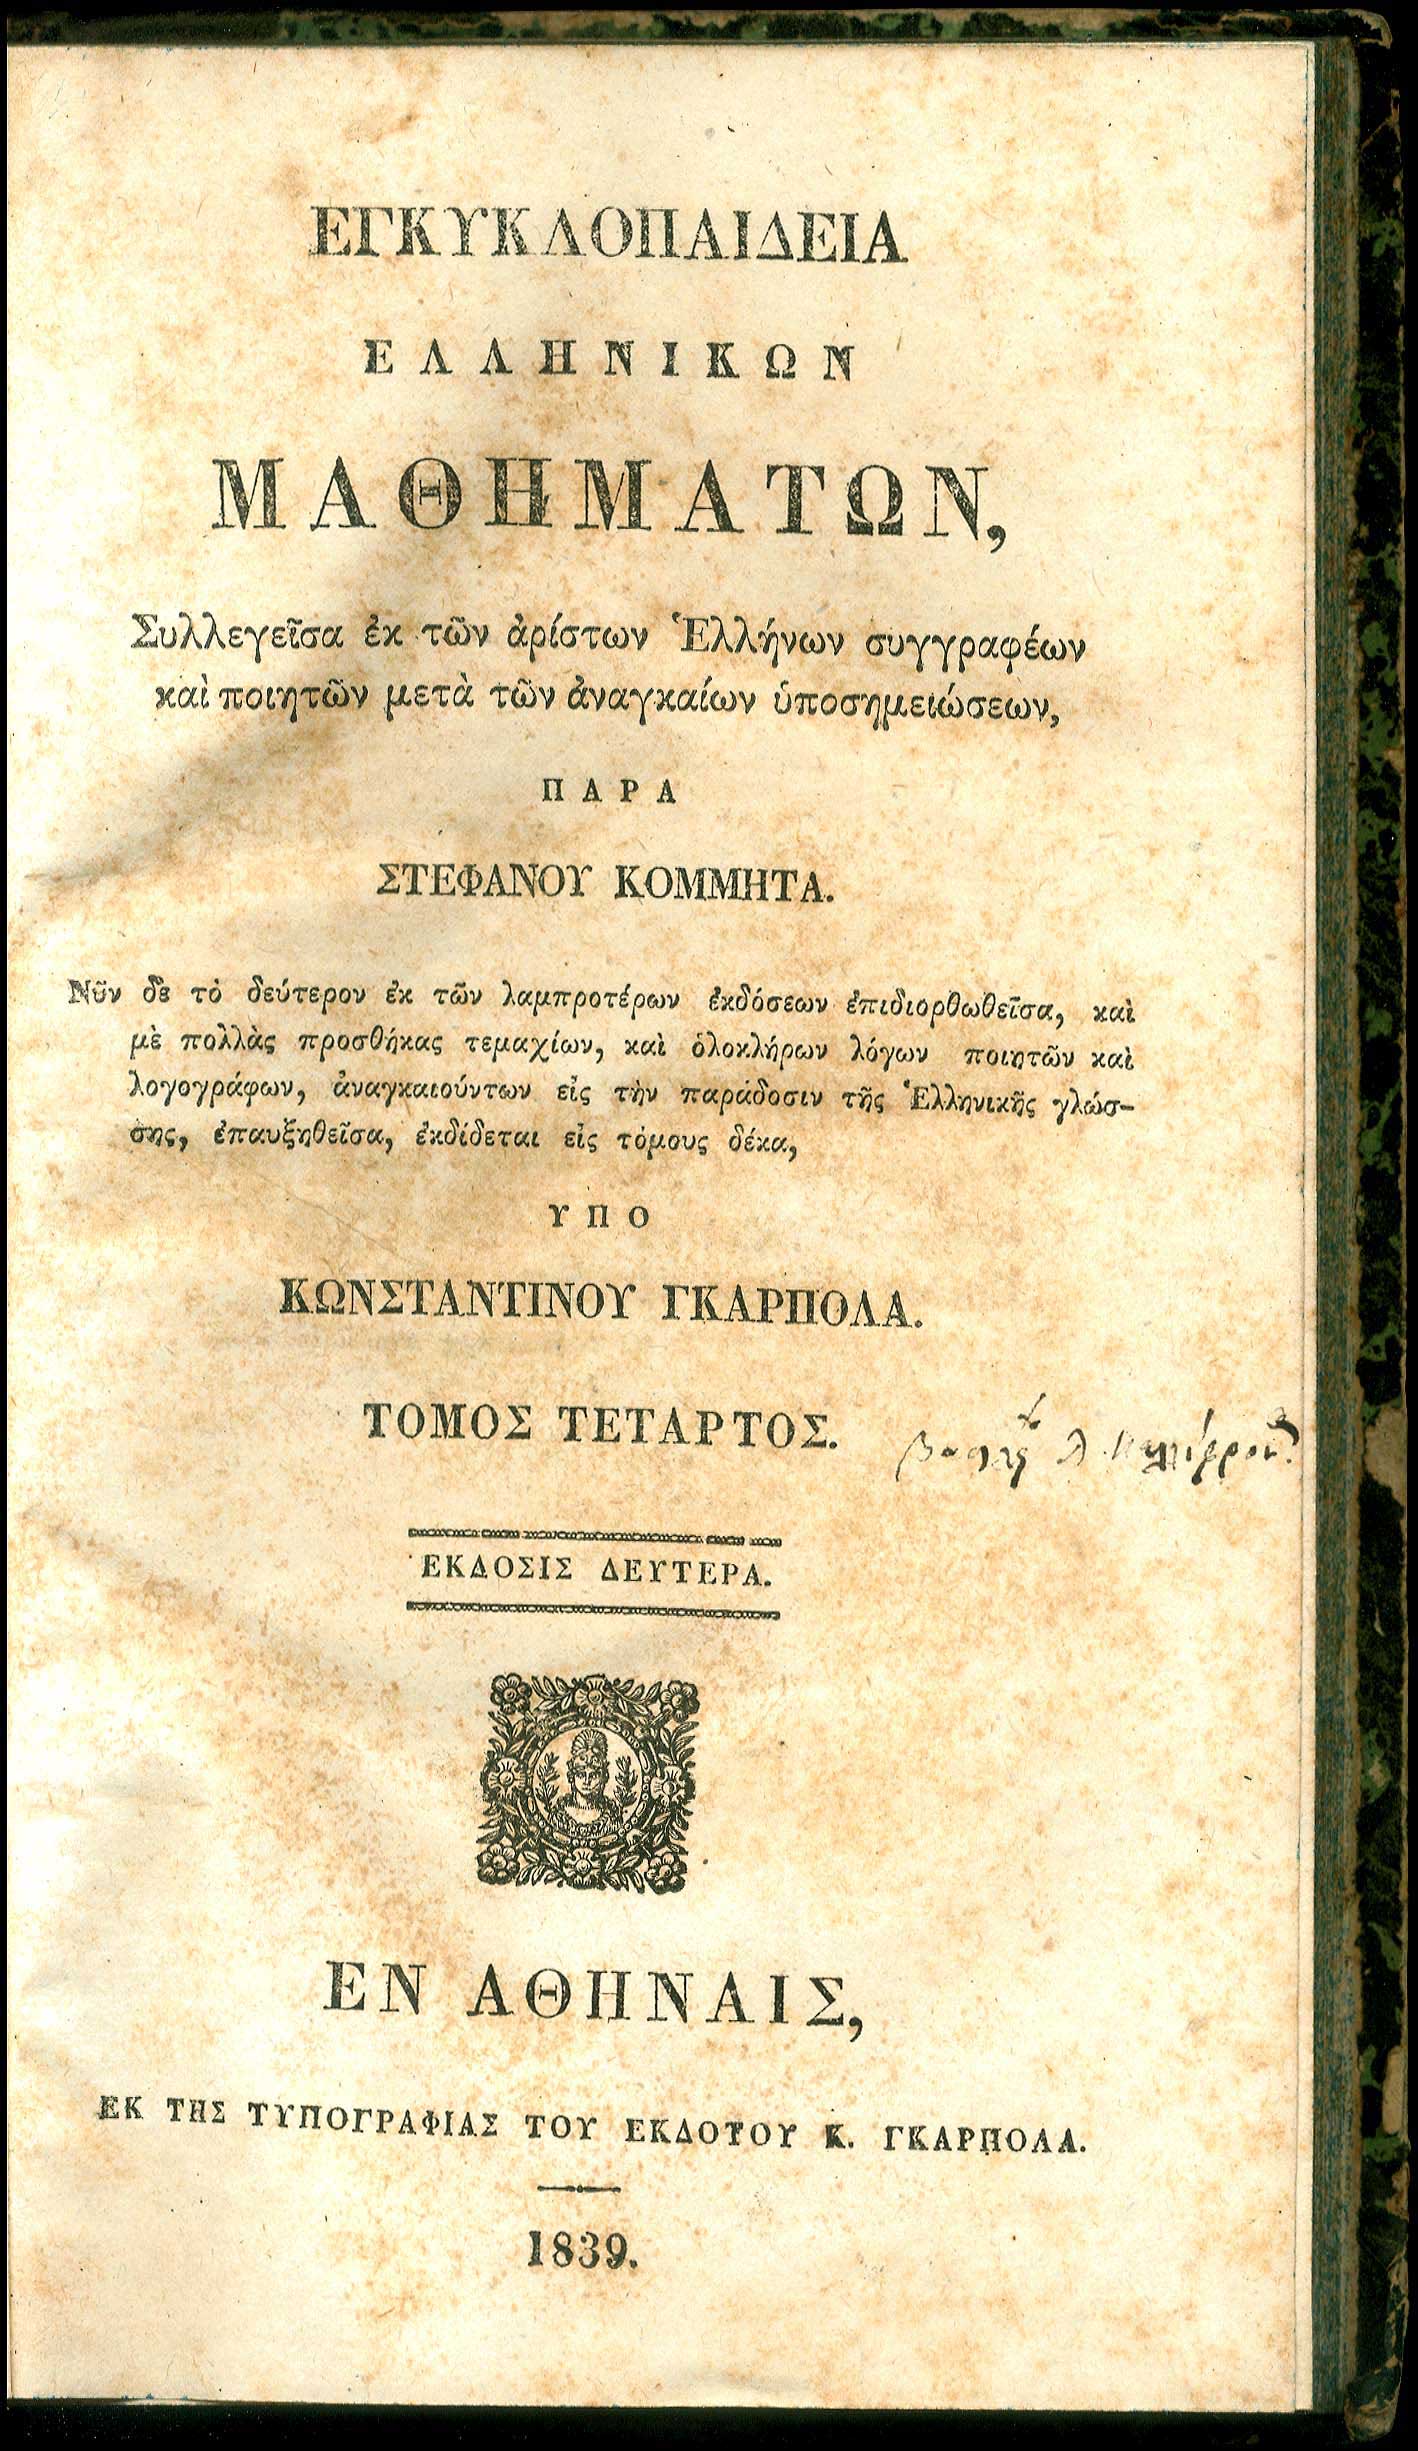 ΕΓΚΥΚΛΟΠΑΙΔΕΙΑ
ΕΛΛΗΝΙΚΩΝ
ΜΑΘΗΜΑΤΩΝ,
Συλλεγεῖσα ἐκ τῶν ἀρίστων Ἑλλήνων συγγραφέων
καὶ ποιητῶν μετὰ τῶν ἀναγκαίων ὑποσημειώσεων,
ΠΑΡΑ
ΣΤΕΦΑΝΟΥ ΚΟΜΜΗΤΑ.
Νῦν δὲ τὸ δεύτερον ἐκ τῶν λαμπροτέρων ἐκδόσεων ἐπιδιορθωθεῖσα, καὶ
μὲ πολλὰς προσθήκας τεμαχίων, καὶ ὁλοκλήρων λόγων ποιητῶν καὶ
λογογράφων, ἀναγκαιούντων εἰς τὴν παράδοσιν τῆς Ἑλληνικῆς γλώσ-
σης, ἐπαυξηθεῖσα, ἐκδίδεται εἰς τόμους δέκα,
ΥΠΟ
ΚΩΝΣΤΑΝΤΙΝΟΥ ΓΚΑΡΠΟΛΑ.
ΤΟΜΟΣ ΤΕΤΑΡΤΟΣ.
ΕΚΔΟΣΙΣ ΔΕΥΤΕΡΑ.
ΕΝ ΑΘΗΝΑΙΣ,
ΕΚ ΤΗΣ ΤΥΠΟΓΡΑΦΙΑΣ ΤΟΥ ΕΚΔΟΤΟΥ Κ. ΓΚΑΡΠΟΛΑ.
1839.